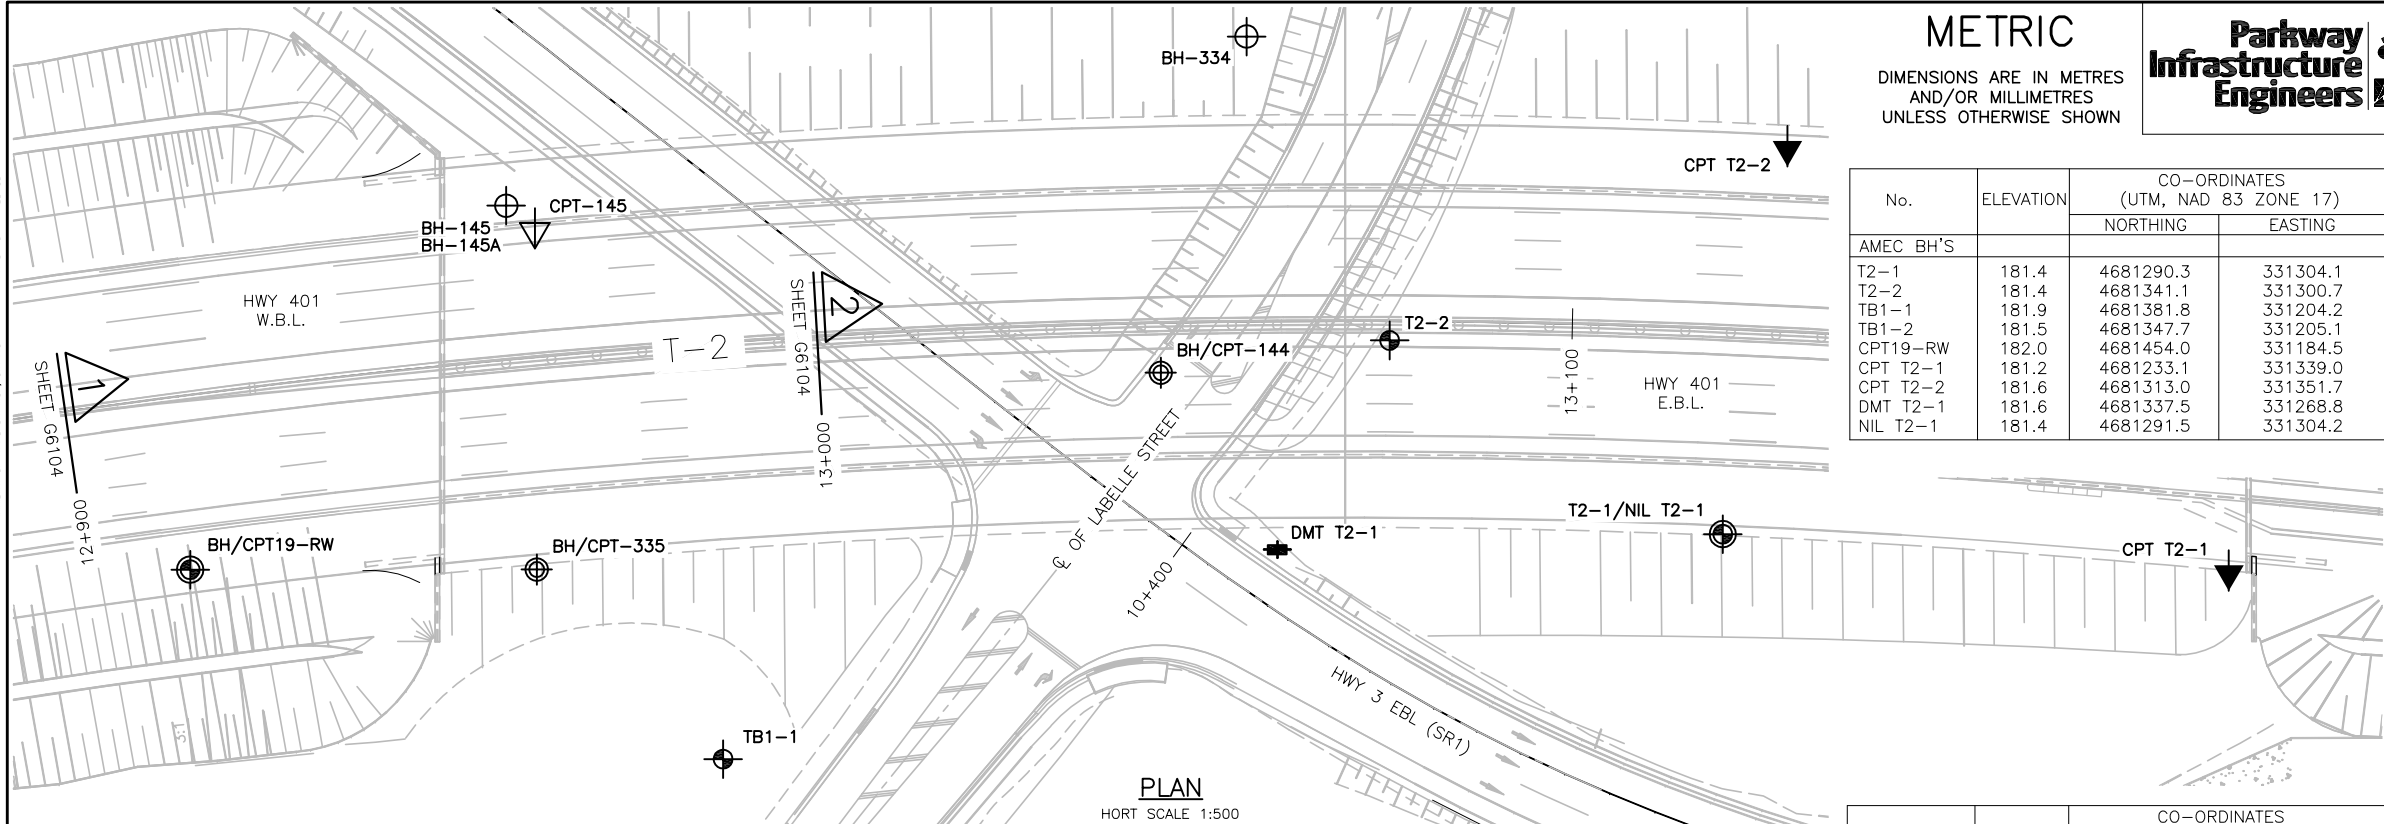 METRIC
DIMENSIONS ARE IN METRES
AND/OR MILLIMETRES
UNLESS OTHERWISE SHOWN
Parkway
Infrastructure
Engineers
BH-334
CPT T2-2
CPT-145
BH-145
BH-145A
HWY 401
W.B.L.
SHEET G6104
2
13+000
T-2
T2-2
BH/CPT-144
13+100
HWY 401
E.B.L.
SHEET G6104
1
12+900
℄ OF LABELLE STREET
BH/CPT19-RW
BH/CPT-335
DMT T2-1
T2-1/NIL T2-1
CPT T2-1
10+400
HWY 3 EBL (SR1)
3:1
TB1-1
PLAN
HORT SCALE 1:500
No. ELEVATION CO-ORDINATES
(UTM, NAD 83 ZONE 17)
NORTHING EASTING
AMEC BH'S
T2-1 181.4 4681290.3 331304.1
T2-2 181.4 4681341.1 331300.7
TB1-1 181.9 4681381.8 331204.2
TB1-2 181.5 4681347.7 331205.1
CPT19-RW 182.0 4681454.0 331184.5
CPT T2-1 181.2 4681233.1 331339.0
CPT T2-2 181.6 4681313.0 331351.7
DMT T2-1 181.6 4681337.5 331268.8
NIL T2-1 181.4 4681291.5 331304.2
CO-ORDINATES